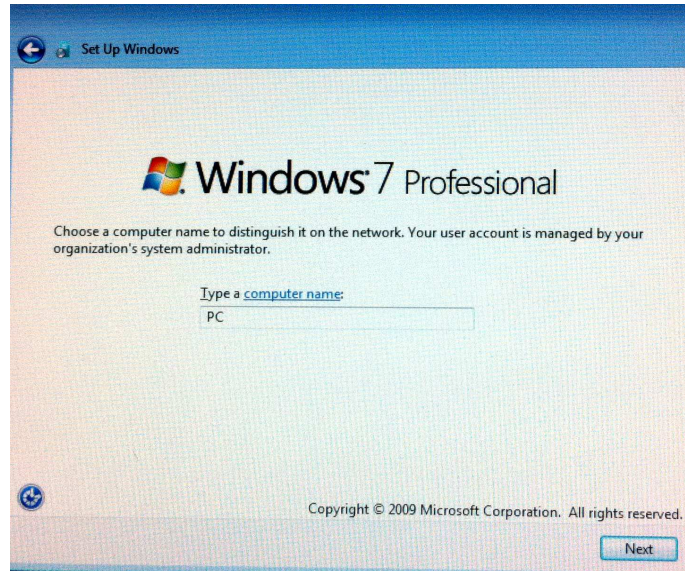 Set Up Windows
Windows 7 Professional
Choose a computer name to distinguish it on the network. Your user account is managed by your
organization's system administrator.
Type a computer name:
PC
Copyright © 2009 Microsoft Corporation. All rights reserved.
Next